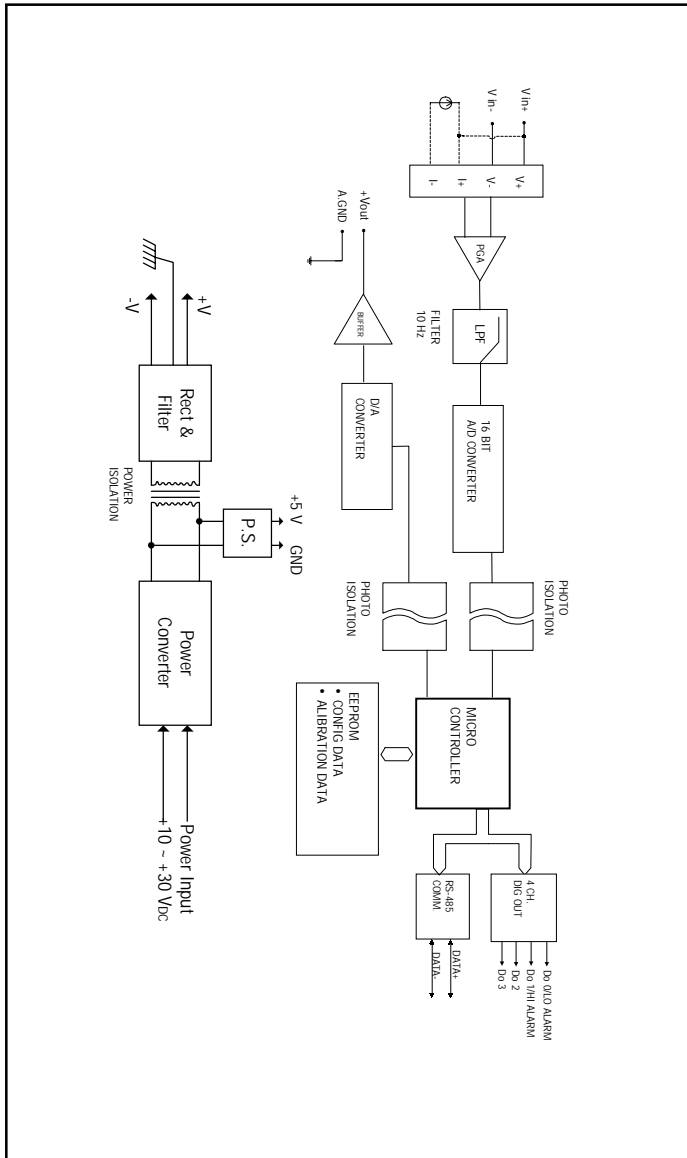 V in+
V in-
V+
V-
I+
I-
PGA
LPF
FILTER
10 Hz
16 BIT
A/D CONVERTER
PHOTO
ISOLATION
MICRO
CONTROLLER
4 CH.
DIG OUT
Do 0/LO ALARM
Do 1/HI ALARM
Do 2
Do 3
RS-485
COMM
DATA+
DATA-
+Vout
A.GND
BUFFER
D/A
CONVERTER
PHOTO
ISOLATION
EEPROM
• CONFIG DATA
• ALIBRATION DATA
+V
-V
Rect &
Filter
POWER
ISOLATION
+5 V
GND
P.S.
Power
Converter
Power Input
+10 ~ +30 VDC